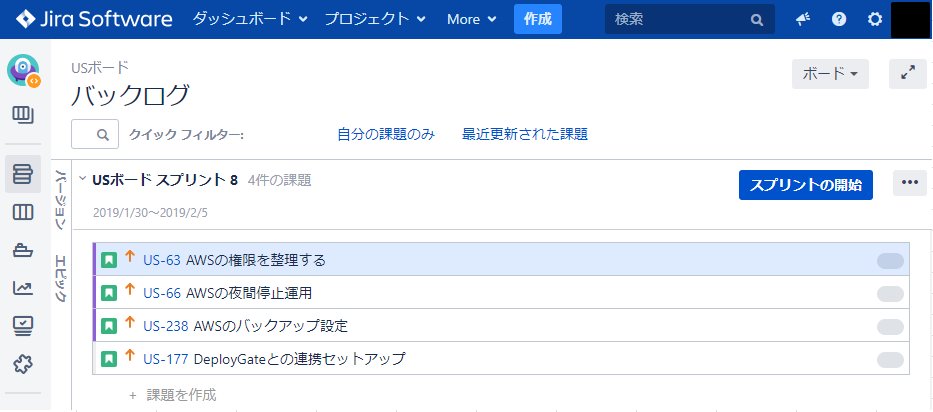 Jira Software ダッシュボード プロジェクト More 作成 検索
USボード
バックログ
ボード
クイック フィルター: 自分の課題のみ 最近更新された課題
バージョン
エピック
USボード スプリント 8 4件の課題 スプリントの開始
2019/1/30～2019/2/5
US-63 AWSの権限を整理する
US-66 AWSの夜間停止運用
US-238 AWSのバックアップ設定
US-177 DeployGateとの連携セットアップ
+ 課題を作成